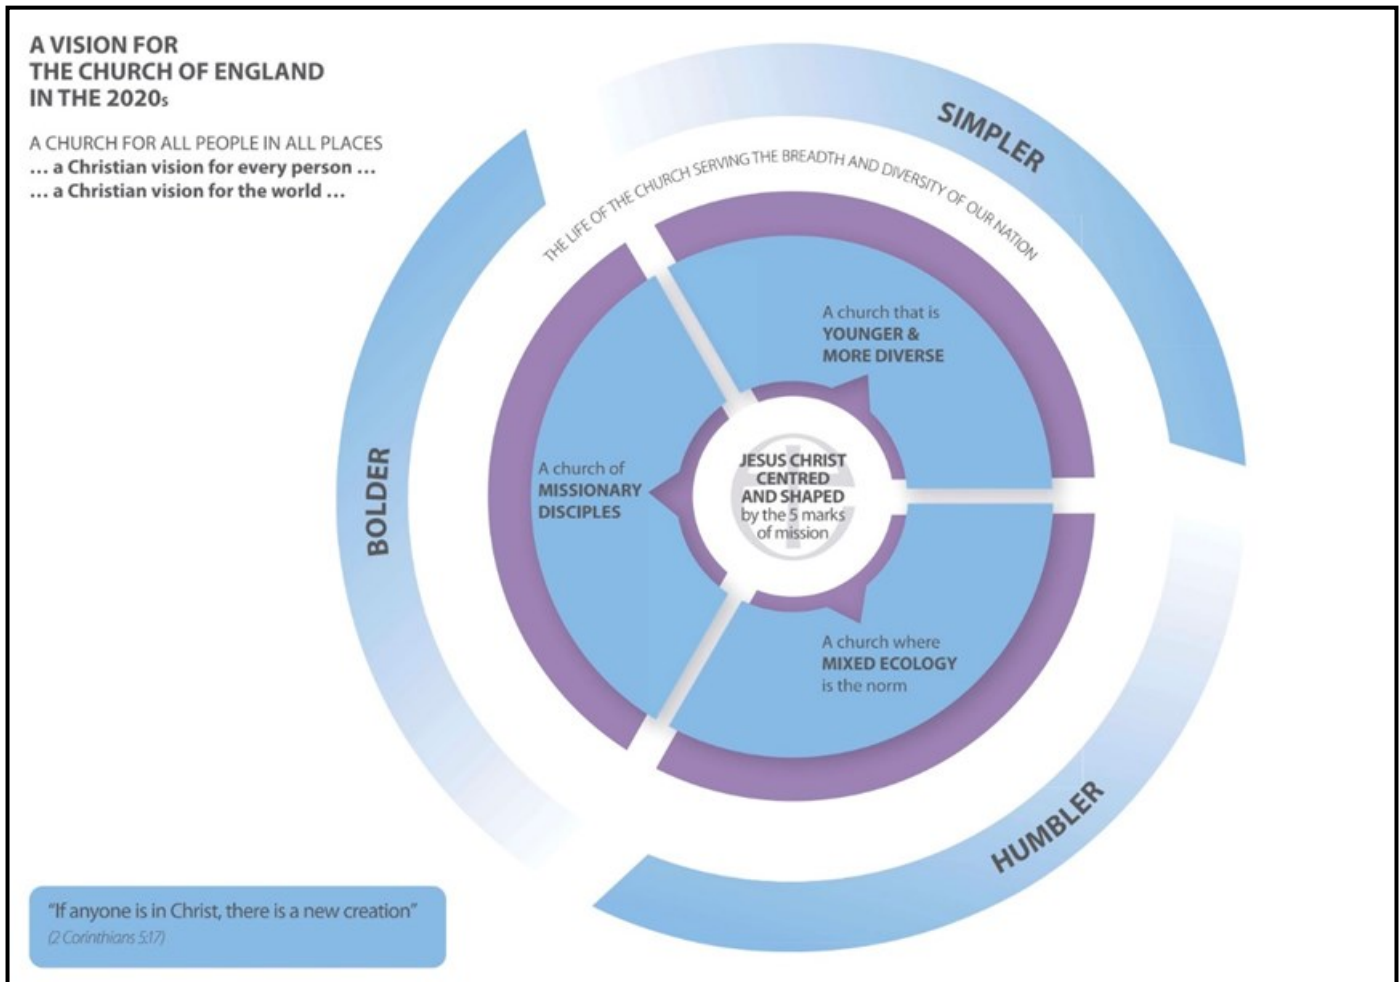 A VISION FOR
THE CHURCH OF ENGLAND
IN THE 2020s
A CHURCH FOR ALL PEOPLE IN ALL PLACES
... a Christian vision for every person ...
... a Christian vision for the world ...
SIMPLER
THE LIFE OF THE CHURCH SERVING THE BREADTH AND DIVERSITY OF OUR NATION
A church that is
YOUNGER &
MORE DIVERSE
BOLDER
A church of
MISSIONARY
DISCIPLES
JESUS CHRIST
CENTRED
AND SHAPED
by the 5 marks
of mission
A church where
MIXED ECOLOGY
is the norm
HUMBLER
“If anyone is in Christ, there is a new creation”
(2 Corinthians 5:17)